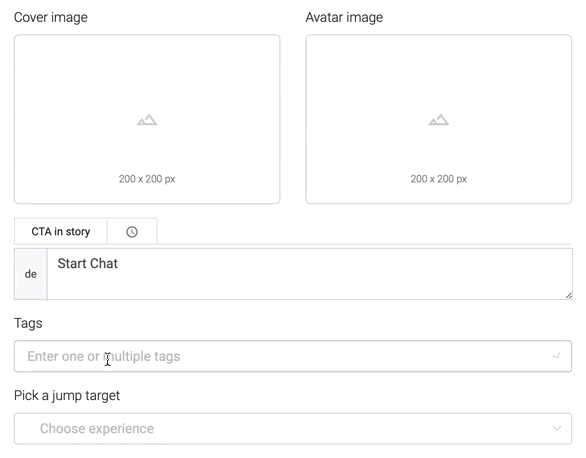 Cover image
Avatar image
200 x 200 px
200 x 200 px
CTA in story
de
Start Chat
Tags
Enter one or multiple tags
Pick a jump target
Choose experience